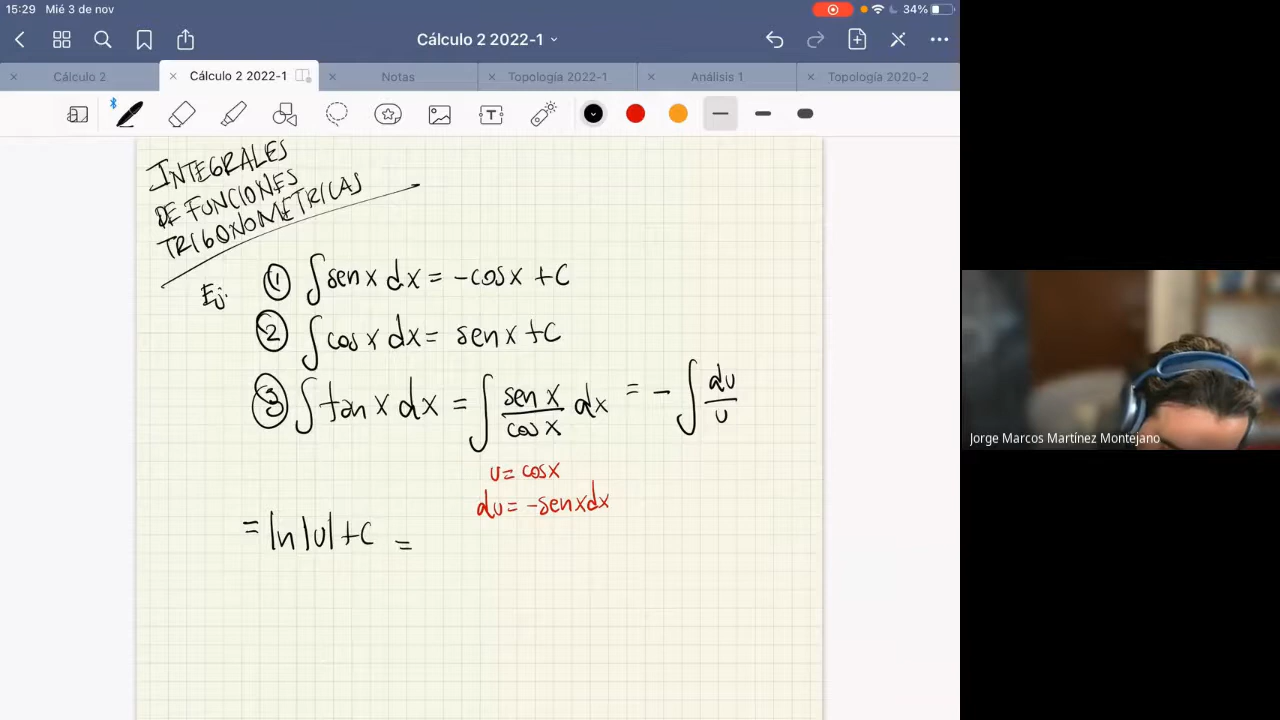 15:29 Mié 3 de nov
34%
Cálculo 2 2022-1
Cálculo 2
Cálculo 2 2022-1
Notas
Topología 2022-1
Análisis 1
Topología 2020-2
INTEGRALES
DE FUNCIONES
TRIGONOMÉTRICAS
Ej. ① ∫ sen x dx = -cos x + C
② ∫ cos x dx = sen x + C
③ ∫ tan x dx = ∫ sen x / cos x dx = - ∫ du / u
u = cos x
du = -sen x dx
= ln |u| + C =
Jorge Marcos Martínez Montejano